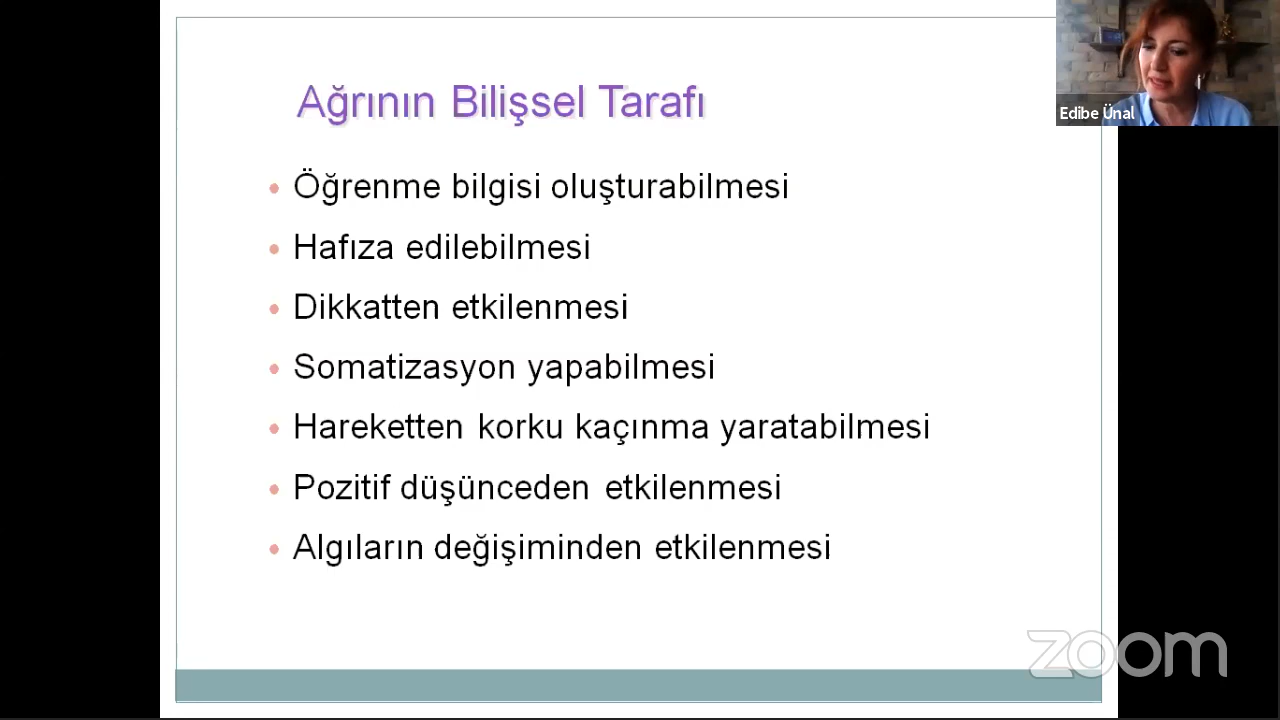 Ağrının Bilişsel Tarafı
Edibe Ünal
• Öğrenme bilgisi oluşturabilmesi
• Hafıza edilebilmesi
• Dikkatten etkilenmesi
• Somatizasyon yapabilmesi
• Hareketten korku kaçınma yaratabilmesi
• Pozitif düşünceden etkilenmesi
• Algıların değişiminden etkilenmesi
zoom